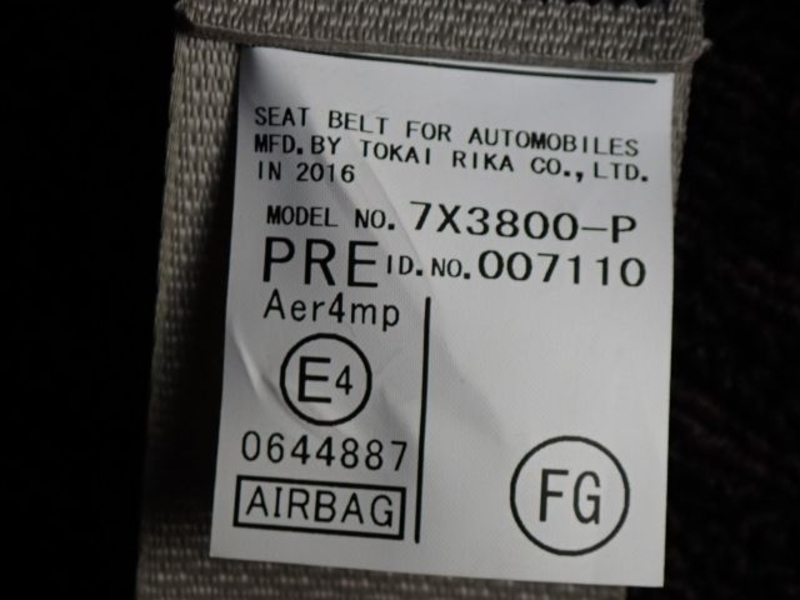 SEAT BELT FOR AUTOMOBILES
MFD. BY TOKAI RIKA CO., LTD.
IN 2016
MODEL NO. 7X3800-P
PRE ID. NO. 007110
Aer4mp
E4
0644887
AIRBAG
FG